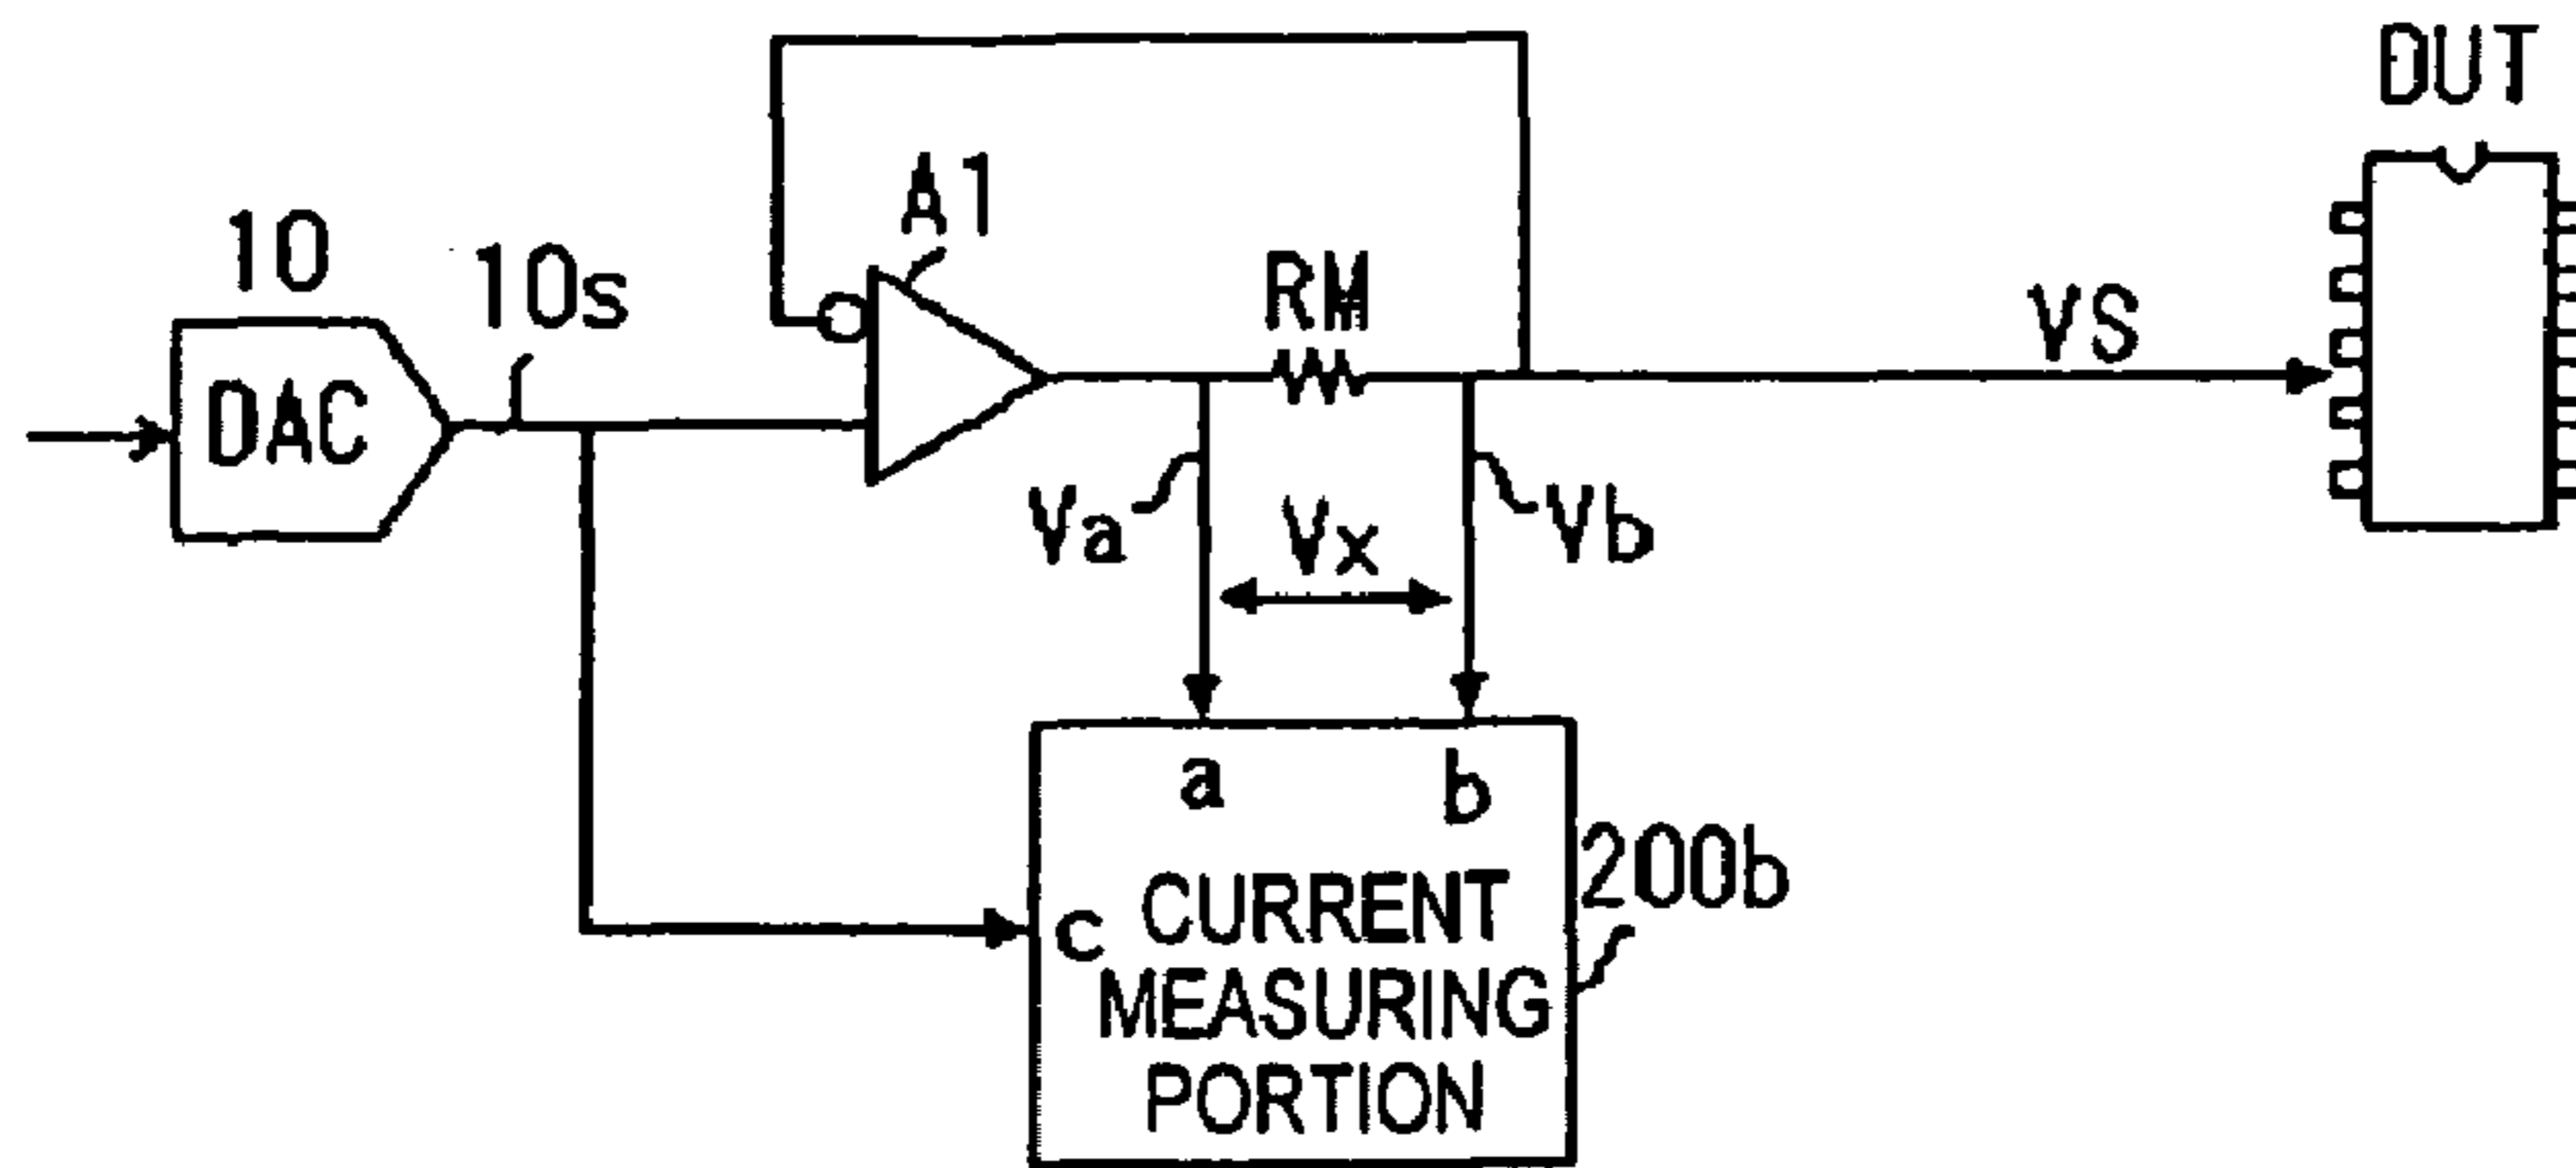 DUT
A1
10
10s
RM
VS
DAC
Va
Vx
Vb
a
b
200b
c
CURRENT
MEASURING
PORTION